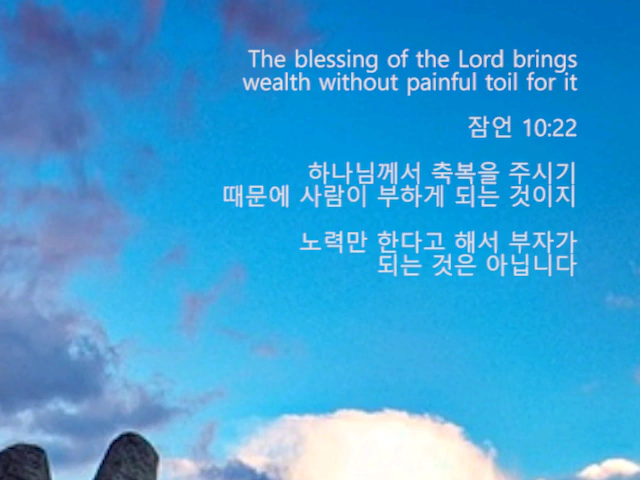 The blessing of the Lord brings
wealth without painful toil for it
잠언 10:22
하나님께서 축복을 주시기
때문에 사람이 부하게 되는 것이지
노력만 한다고 해서 부자가
되는 것은 아닙니다